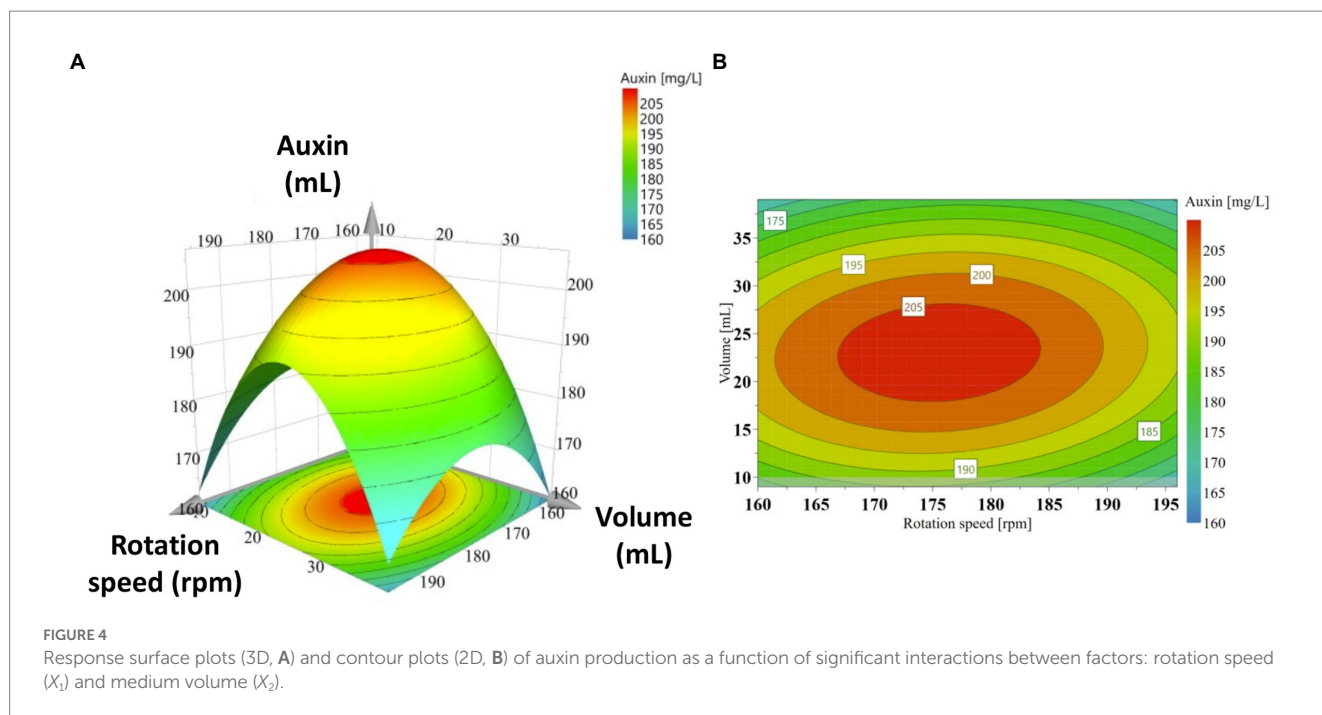 A
Auxin
(mL)
190 180 170 160 10 20 30
200
190
180
170
160
200
190
180
170
160
10
20
30
160
170
180
190
Rotation
speed (rpm)
Volume
(mL)
Auxin [mg/L]
205
200
195
190
185
180
175
170
165
160
B
Auxin [mg/L]
205
200
195
190
185
180
175
170
165
160
Volume [mL]
35
30
25
20
15
10
175
195
200
205
185
190
160 165 170 175 180 185 190 195
Rotation speed [rpm]
FIGURE 4
Response surface plots (3D, A) and contour plots (2D, B) of auxin production as a function of significant interactions between factors: rotation speed
(X₁) and medium volume (X₂).